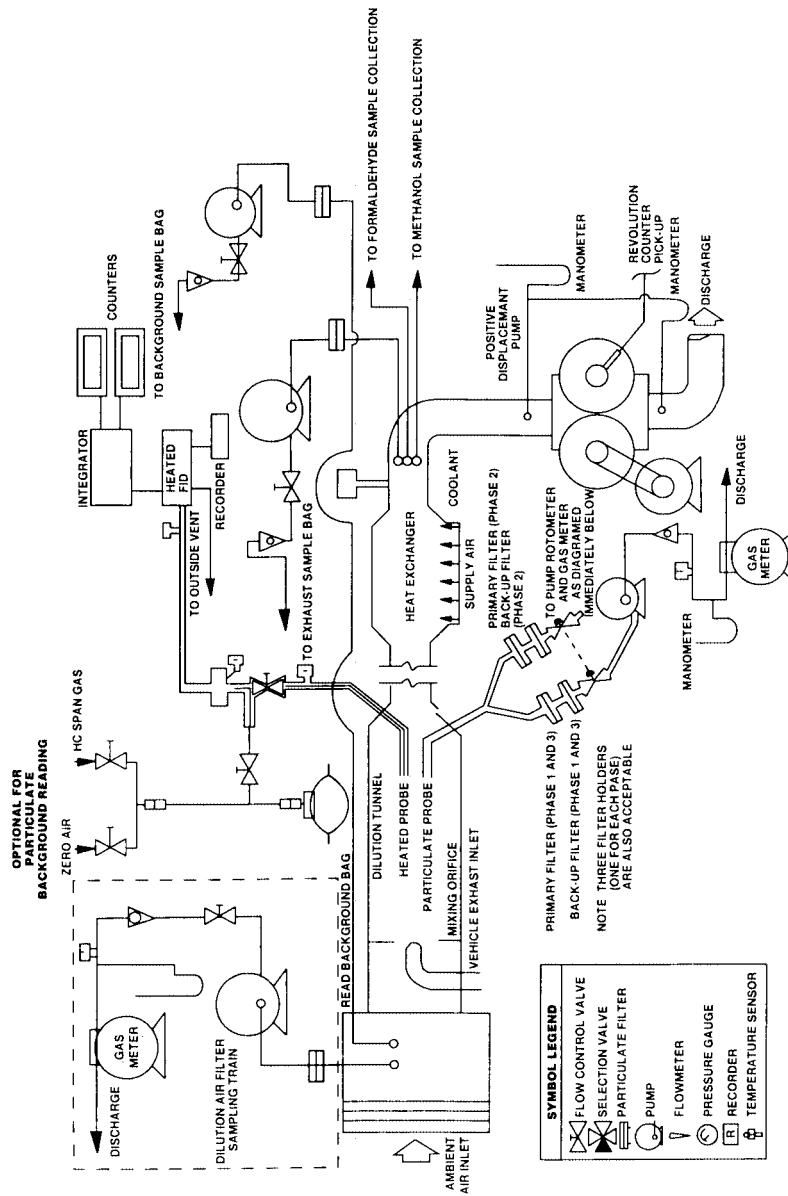 OPTIONAL FOR
PARTICULATE
BACKGROUND READING
ZERO AIR
HC SPAN GAS
DISCHARGE
GAS
METER
DILUTION AIR FILTER
SAMPLING TRAIN
AMBIENT
AIR INLET
READ BACKGROUND BAG
DILUTION TUNNEL
HEATED PROBE
PARTICULATE PROBE
MIXING ORIFICE
VEHICLE EXHAST INLET
INTEGRATOR
COUNTERS
HEATED
FID
RECORDER
TO OUTSIDE VENT
TO BACKGROUND SAMPLE BAG
TO EXHAUST SAMPLE BAG
TO FORMALDEHYDE SAMPLE COLLECTION
TO METHANOL SAMPLE COLLECTION
HEAT EXCHANGER
SUPPLY AIR
COOLANT
POSITIVE
DISPLACEMANT
PUMP
MANOMETER
REVOLUTION
COUNTER
PICK-UP
MANOMETER
DISCHARGE
PRIMARY FILTER (PHASE 2)
BACK-UP FILTER
(PHASE 2)
TO PUMP ROTOMETER
AND GAS METER
AS DIAGRAMED
IMMEDIATELY BELOW
PRIMARY FILTER (PHASE 1 AND 3)
BACK-UP FILTER (PHASE 1 AND 3)
NOTE THREE FILTER HOLDERS
(ONE FOR EACH PASE)
ARE ALSO ACCEPTABLE
MANOMETER
GAS
METER
DISCHARGE
SYMBOL LEGEND
FLOW CONTROL VALVE
SELECTION VALVE
PARTICULATE FILTER
PUMP
FLOWMETER
PRESSURE GAUGE
R RECORDER
TEMPERATURE SENSOR